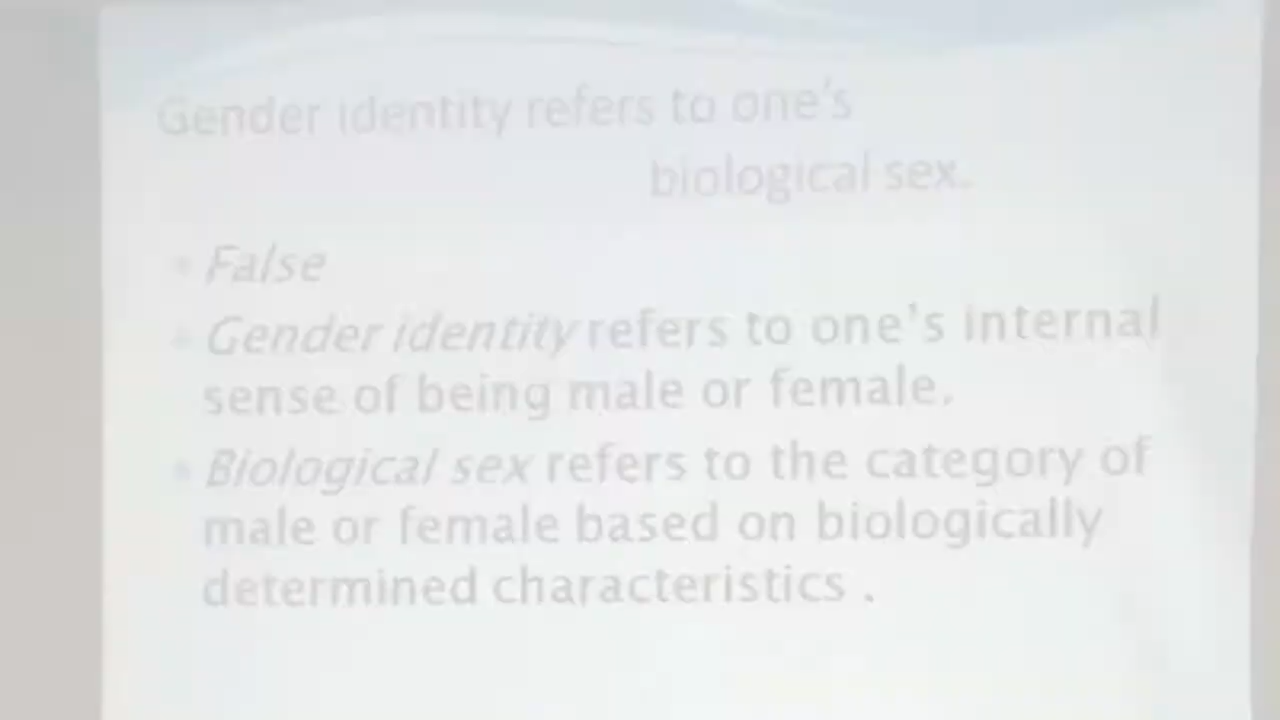 Gender identity refers to one's
biological sex.
False
Gender identity refers to one's internal
sense of being male or female.
Biological sex refers to the category of
male or female based on biologically
determined characteristics .